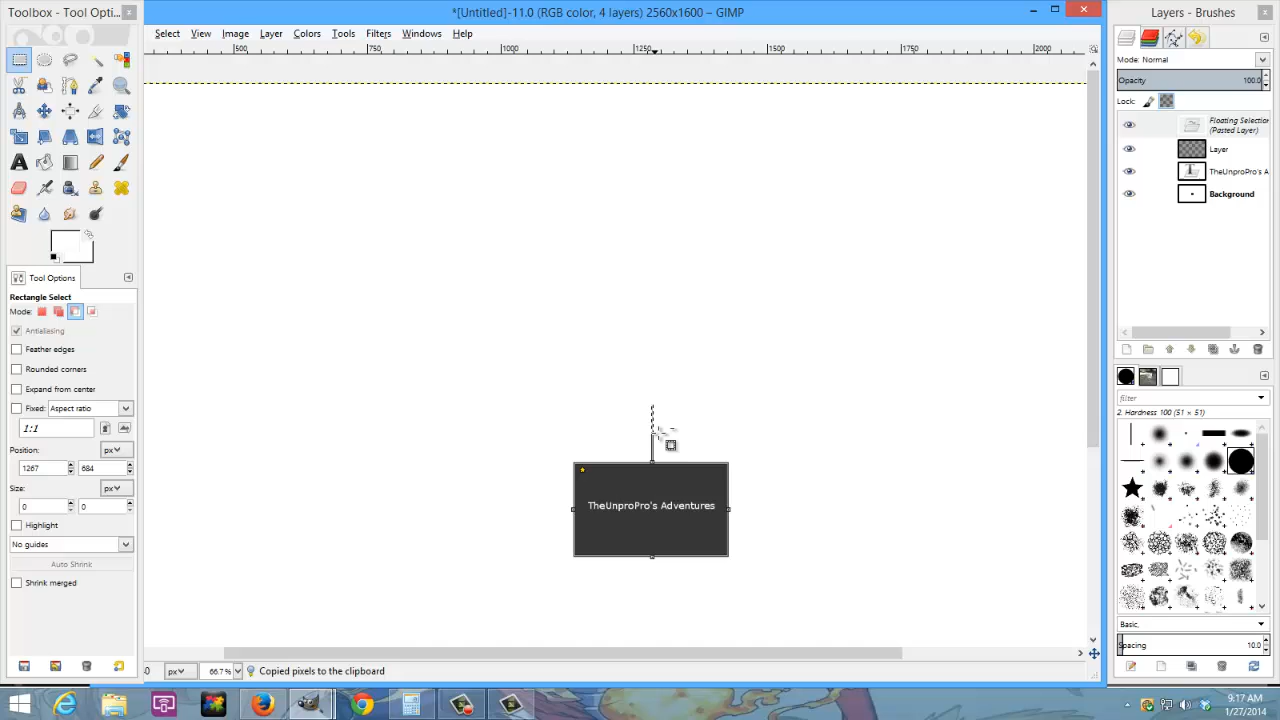 Toolbox - Tool Opti...
*[Untitled]-11.0 (RGB color, 4 layers) 2560x1600 – GIMP
Layers - Brushes
Select View Image Layer Colors Tools Filters Windows Help
500 750 1000 1250 1500 1750 2000
Mode: Normal
Opacity 100.0
Lock:
Floating Selectio
(Pasted Layer)
Layer
TheUnproPro's A
Background
Tool Options
Rectangle Select
Mode:
Antialiasing
Feather edges
Rounded corners
Expand from center
Fixed: Aspect ratio
1:1
Position: px
1267 684
Size: px
0 0
Highlight
No guides
Auto Shrink
Shrink merged
TheUnproPro's Adventures
filter
2. Hardness 100 (51 × 51)
Basic,
Spacing 10.0
px 66.7% Copied pixels to the clipboard
9:17 AM
1/27/2014